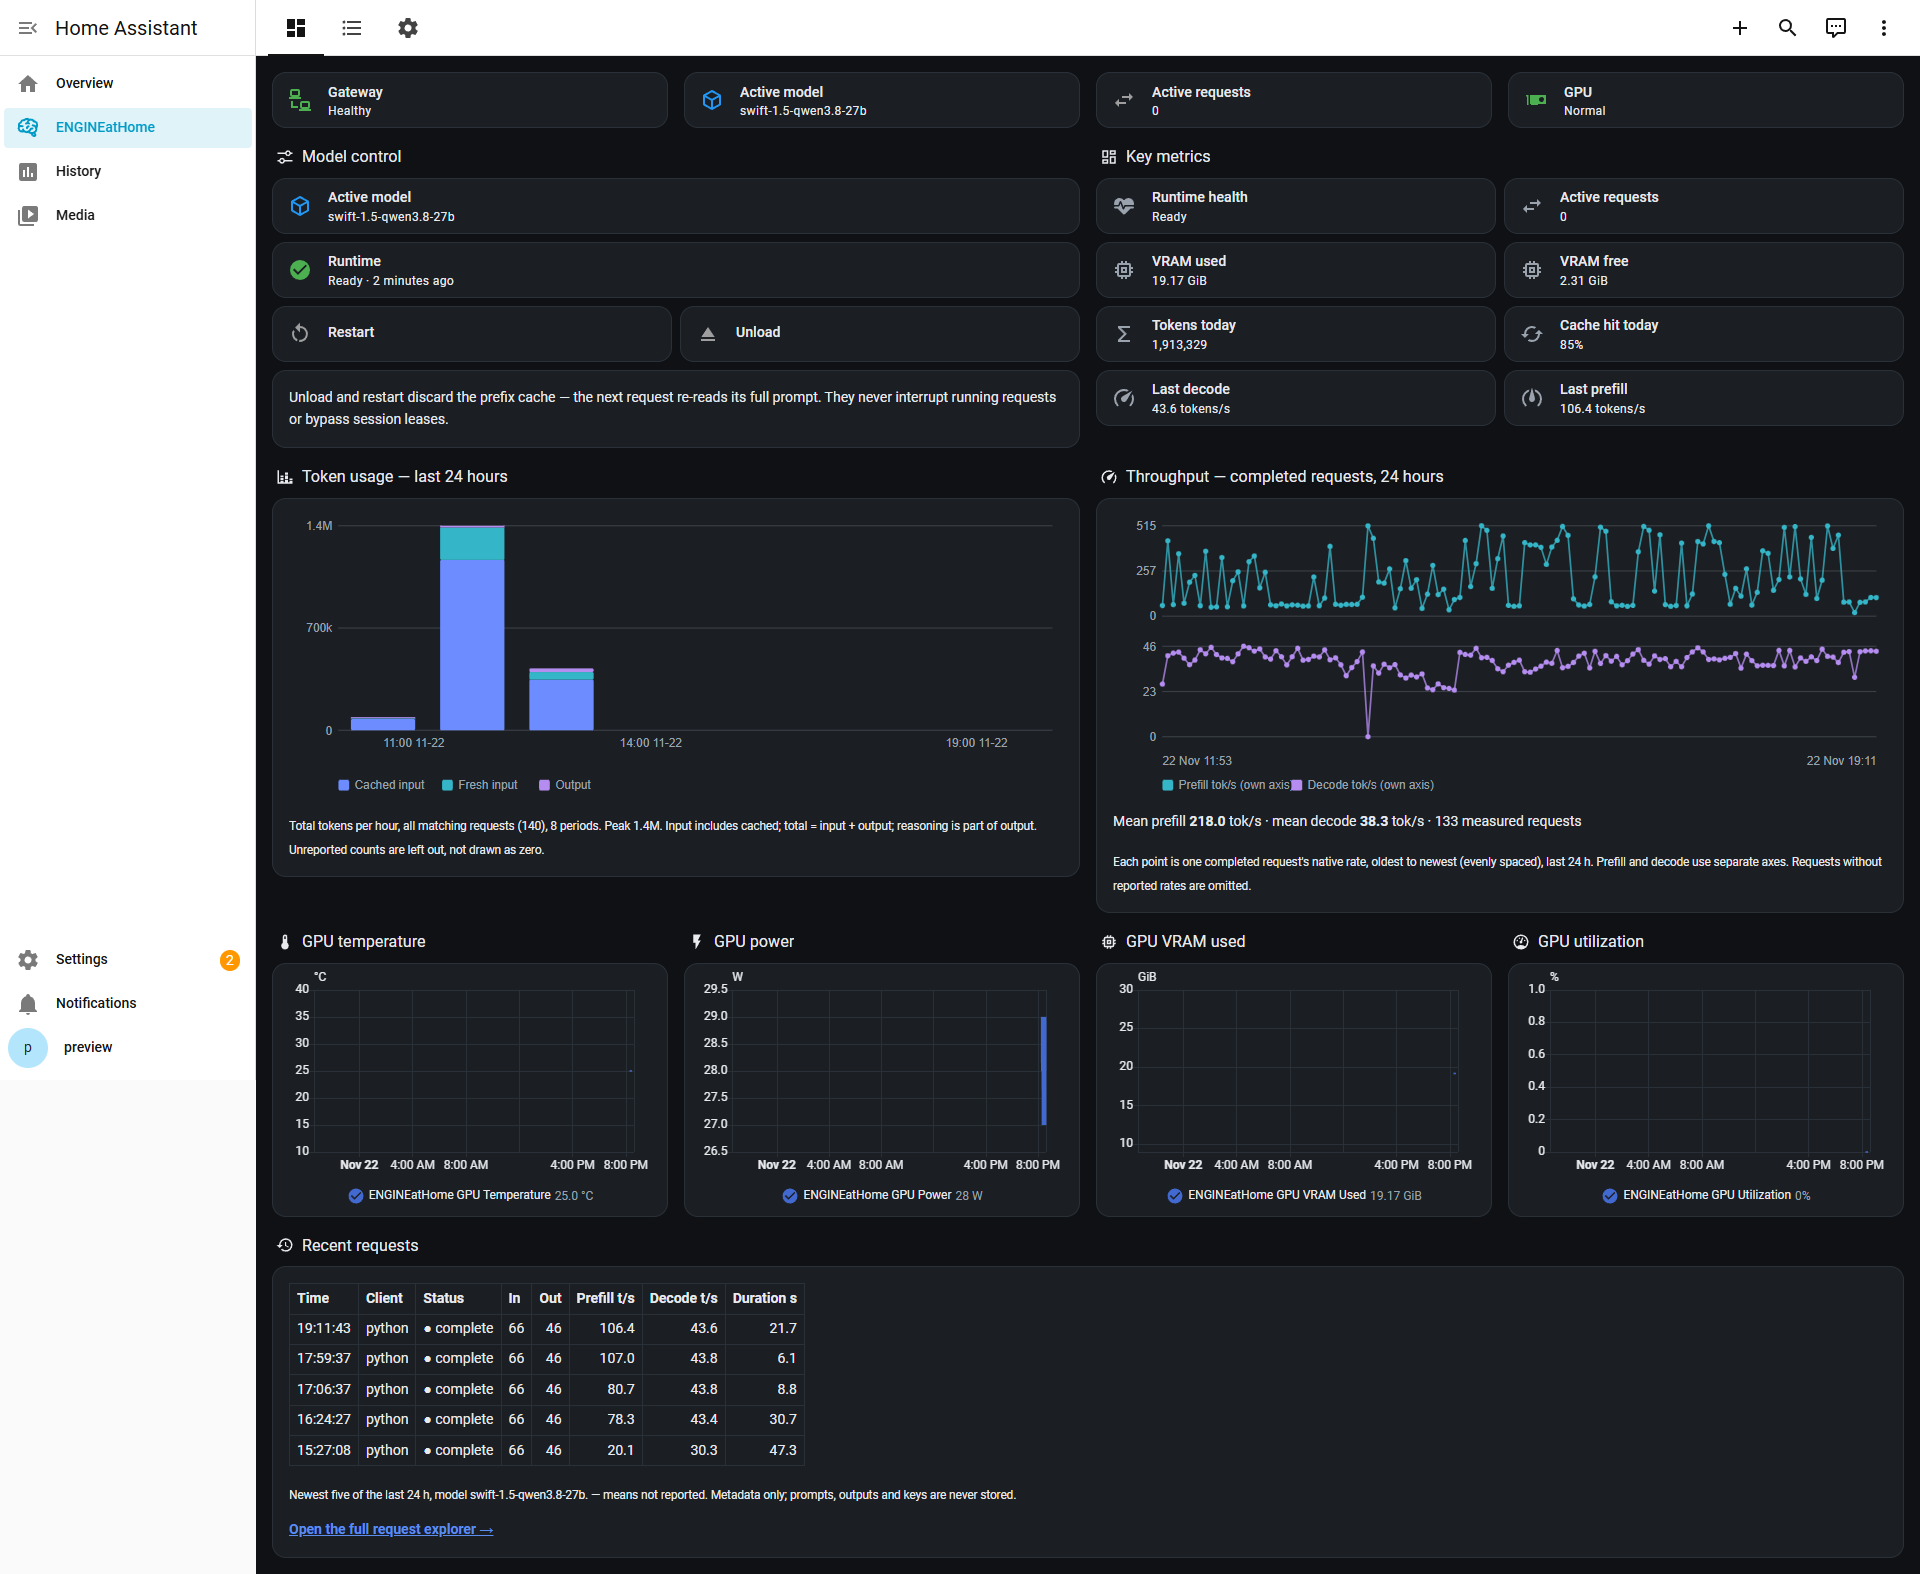 Home Assistant
Overview
ENGINEatHome
History
Media
Settings
2
Notifications
p
preview
Gateway
Healthy
Active model
swift-1.5-qwen3.8-27b
Active requests
0
GPU
Normal
Model control
Active model
swift-1.5-qwen3.8-27b
Runtime
Ready · 2 minutes ago
Restart
Unload
Unload and restart discard the prefix cache — the next request re-reads its full prompt. They never interrupt running requests
or bypass session leases.
Key metrics
Runtime health
Ready
Active requests
0
VRAM used
19.17 GiB
VRAM free
2.31 GiB
Tokens today
1,913,329
Cache hit today
85%
Last decode
43.6 tokens/s
Last prefill
106.4 tokens/s
Token usage — last 24 hours
1.4M
700k
0
11:00 11-22 14:00 11-22 19:00 11-22
Cached input Fresh input Output
Total tokens per hour, all matching requests (140), 8 periods. Peak 1.4M. Input includes cached; total = input + output; reasoning is part of output.
Unreported counts are left out, not drawn as zero.
Throughput — completed requests, 24 hours
515
257
0
46
23
0
22 Nov 11:53 22 Nov 19:11
Prefill tok/s (own axis) Decode tok/s (own axis)
Mean prefill 218.0 tok/s · mean decode 38.3 tok/s · 133 measured requests
Each point is one completed request's native rate, oldest to newest (evenly spaced), last 24 h. Prefill and decode use separate axes. Requests without
reported rates are omitted.
GPU temperature
°C
40
35
30
25
20
15
10
Nov 22 4:00 AM 8:00 AM 4:00 PM 8:00 PM
ENGINEatHome GPU Temperature 25.0 °C
GPU power
W
29.5
29.0
28.5
28.0
27.5
27.0
26.5
Nov 22 4:00 AM 8:00 AM 4:00 PM 8:00 PM
ENGINEatHome GPU Power 28 W
GPU VRAM used
GiB
30
25
20
15
10
Nov 22 4:00 AM 8:00 AM 4:00 PM 8:00 PM
ENGINEatHome GPU VRAM Used 19.17 GiB
GPU utilization
%
1.0
0.8
0.6
0.4
0.2
0
Nov 22 4:00 AM 8:00 AM 4:00 PM 8:00 PM
ENGINEatHome GPU Utilization 0%
Recent requests
Time Client Status In Out Prefill t/s Decode t/s Duration s
19:11:43 python ● complete 66 46 106.4 43.6 21.7
17:59:37 python ● complete 66 46 107.0 43.8 6.1
17:06:37 python ● complete 66 46 80.7 43.8 8.8
16:24:27 python ● complete 66 46 78.3 43.4 30.7
15:27:08 python ● complete 66 46 20.1 30.3 47.3
Newest five of the last 24 h, model swift-1.5-qwen3.8-27b. — means not reported. Metadata only; prompts, outputs and keys are never stored.
Open the full request explorer →